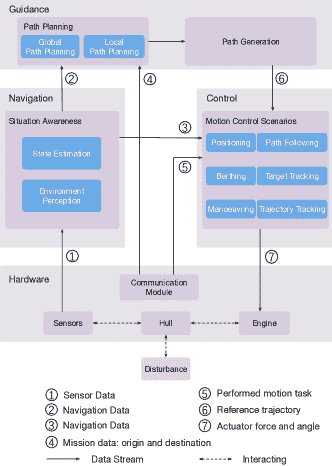 Guidance
Path Planning
Global
Path Planning
Local
Path Planning
Path Generation
②
④
⑥
Navigation
Control
Situation Awareness
State Estimation
Environment
Perception
③
⑤
Motion Control Scenarios
Positioning
Path Following
Berthing
Target Tracking
Manoeuvring
Trajectory Tracking
①
⑦
Hardware
Communication
Module
Sensors
Hull
Engine
Disturbance
① Sensor Data
② Navigation Data
③ Navigation Data
④ Mission data: origin and destination
⑤ Performed motion task
⑥ Reference trajectory
⑦ Actuator force and angle
Data Stream
Interacting